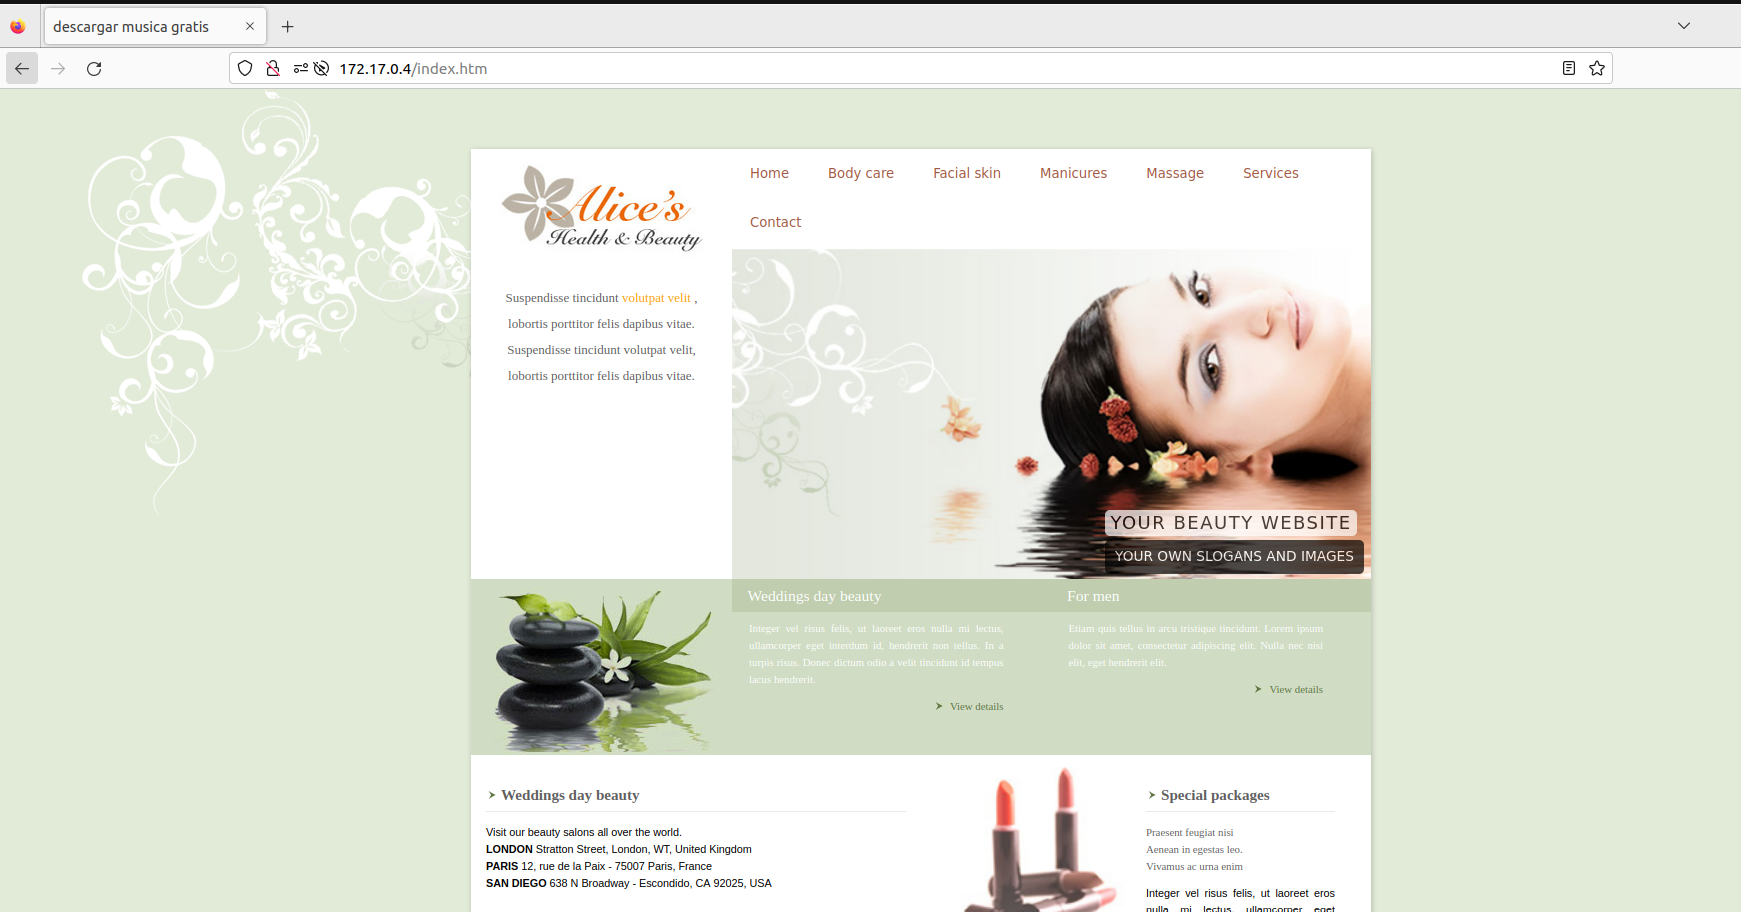 descargar musica gratis
172.17.0.4/index.htm
Alice's
Health & Beauty
Home Body care Facial skin Manicures Massage Services
Contact
Suspendisse tincidunt volutpat velit ,
lobortis porttitor felis dapibus vitae.
Suspendisse tincidunt volutpat velit,
lobortis porttitor felis dapibus vitae.
YOUR BEAUTY WEBSITE
YOUR OWN SLOGANS AND IMAGES
Weddings day beauty
Integer vel risus felis, ut laoreet eros nulla mi lectus,
ullamcorper eget interdum id, hendrerit non tellus. In a
turpis risus. Donec dictum odio a velit tincidunt id tempus
lacus hendrerit.
View details
For men
Etiam quis tellus in arcu tristique tincidunt. Lorem ipsum
dolor sit amet, consectetur adipiscing elit. Nulla nec nisi
elit, eget hendrerit elit.
View details
Weddings day beauty
Visit our beauty salons all over the world.
LONDON Stratton Street, London, WT, United Kingdom
PARIS 12, rue de la Paix - 75007 Paris, France
SAN DIEGO 638 N Broadway - Escondido, CA 92025, USA
Special packages
Praesent feugiat nisi
Aenean in egestas leo.
Vivamus ac urna enim
Integer vel risus felis, ut laoreet eros
nulla mi lectus, ullamcorper eget